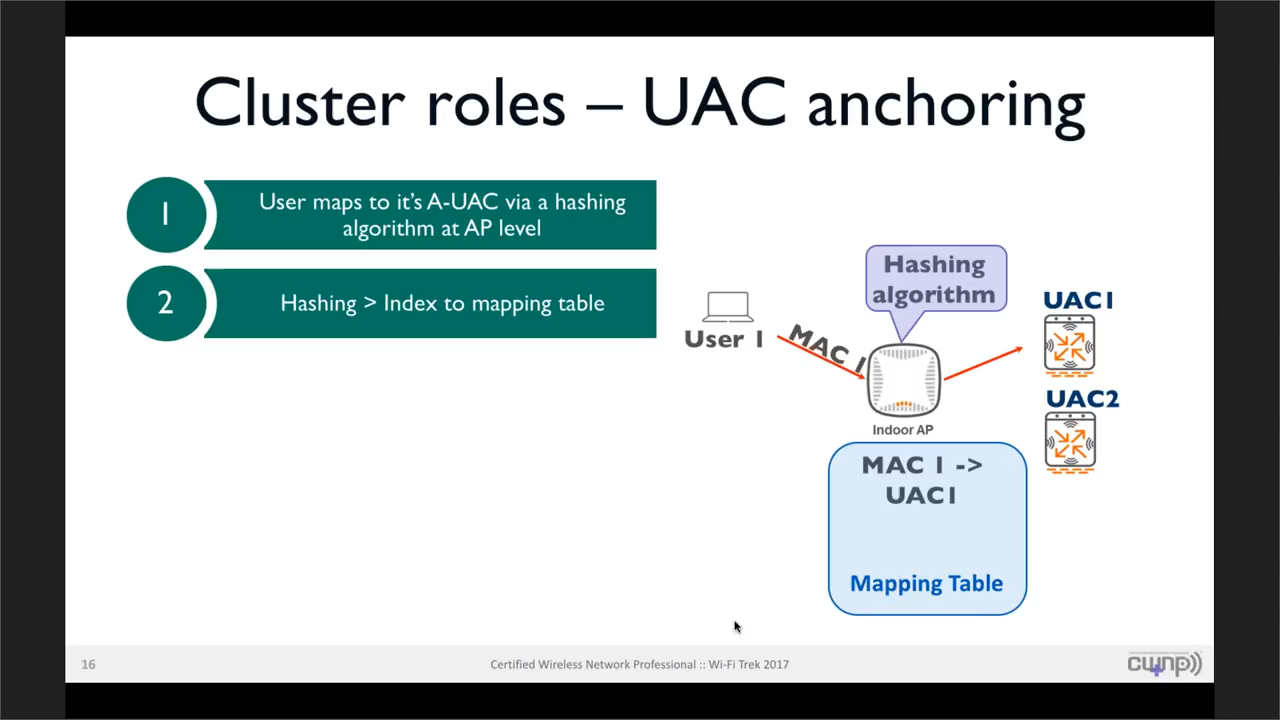 Cluster roles – UAC anchoring
1
User maps to it's A-UAC via a hashing
algorithm at AP level
2
Hashing > Index to mapping table
Hashing
algorithm
User 1
MAC 1
UAC1
UAC2
Indoor AP
MAC 1 ->
UAC1
Mapping Table
16
Certified Wireless Network Professional :: Wi-Fi Trek 2017
cwnp